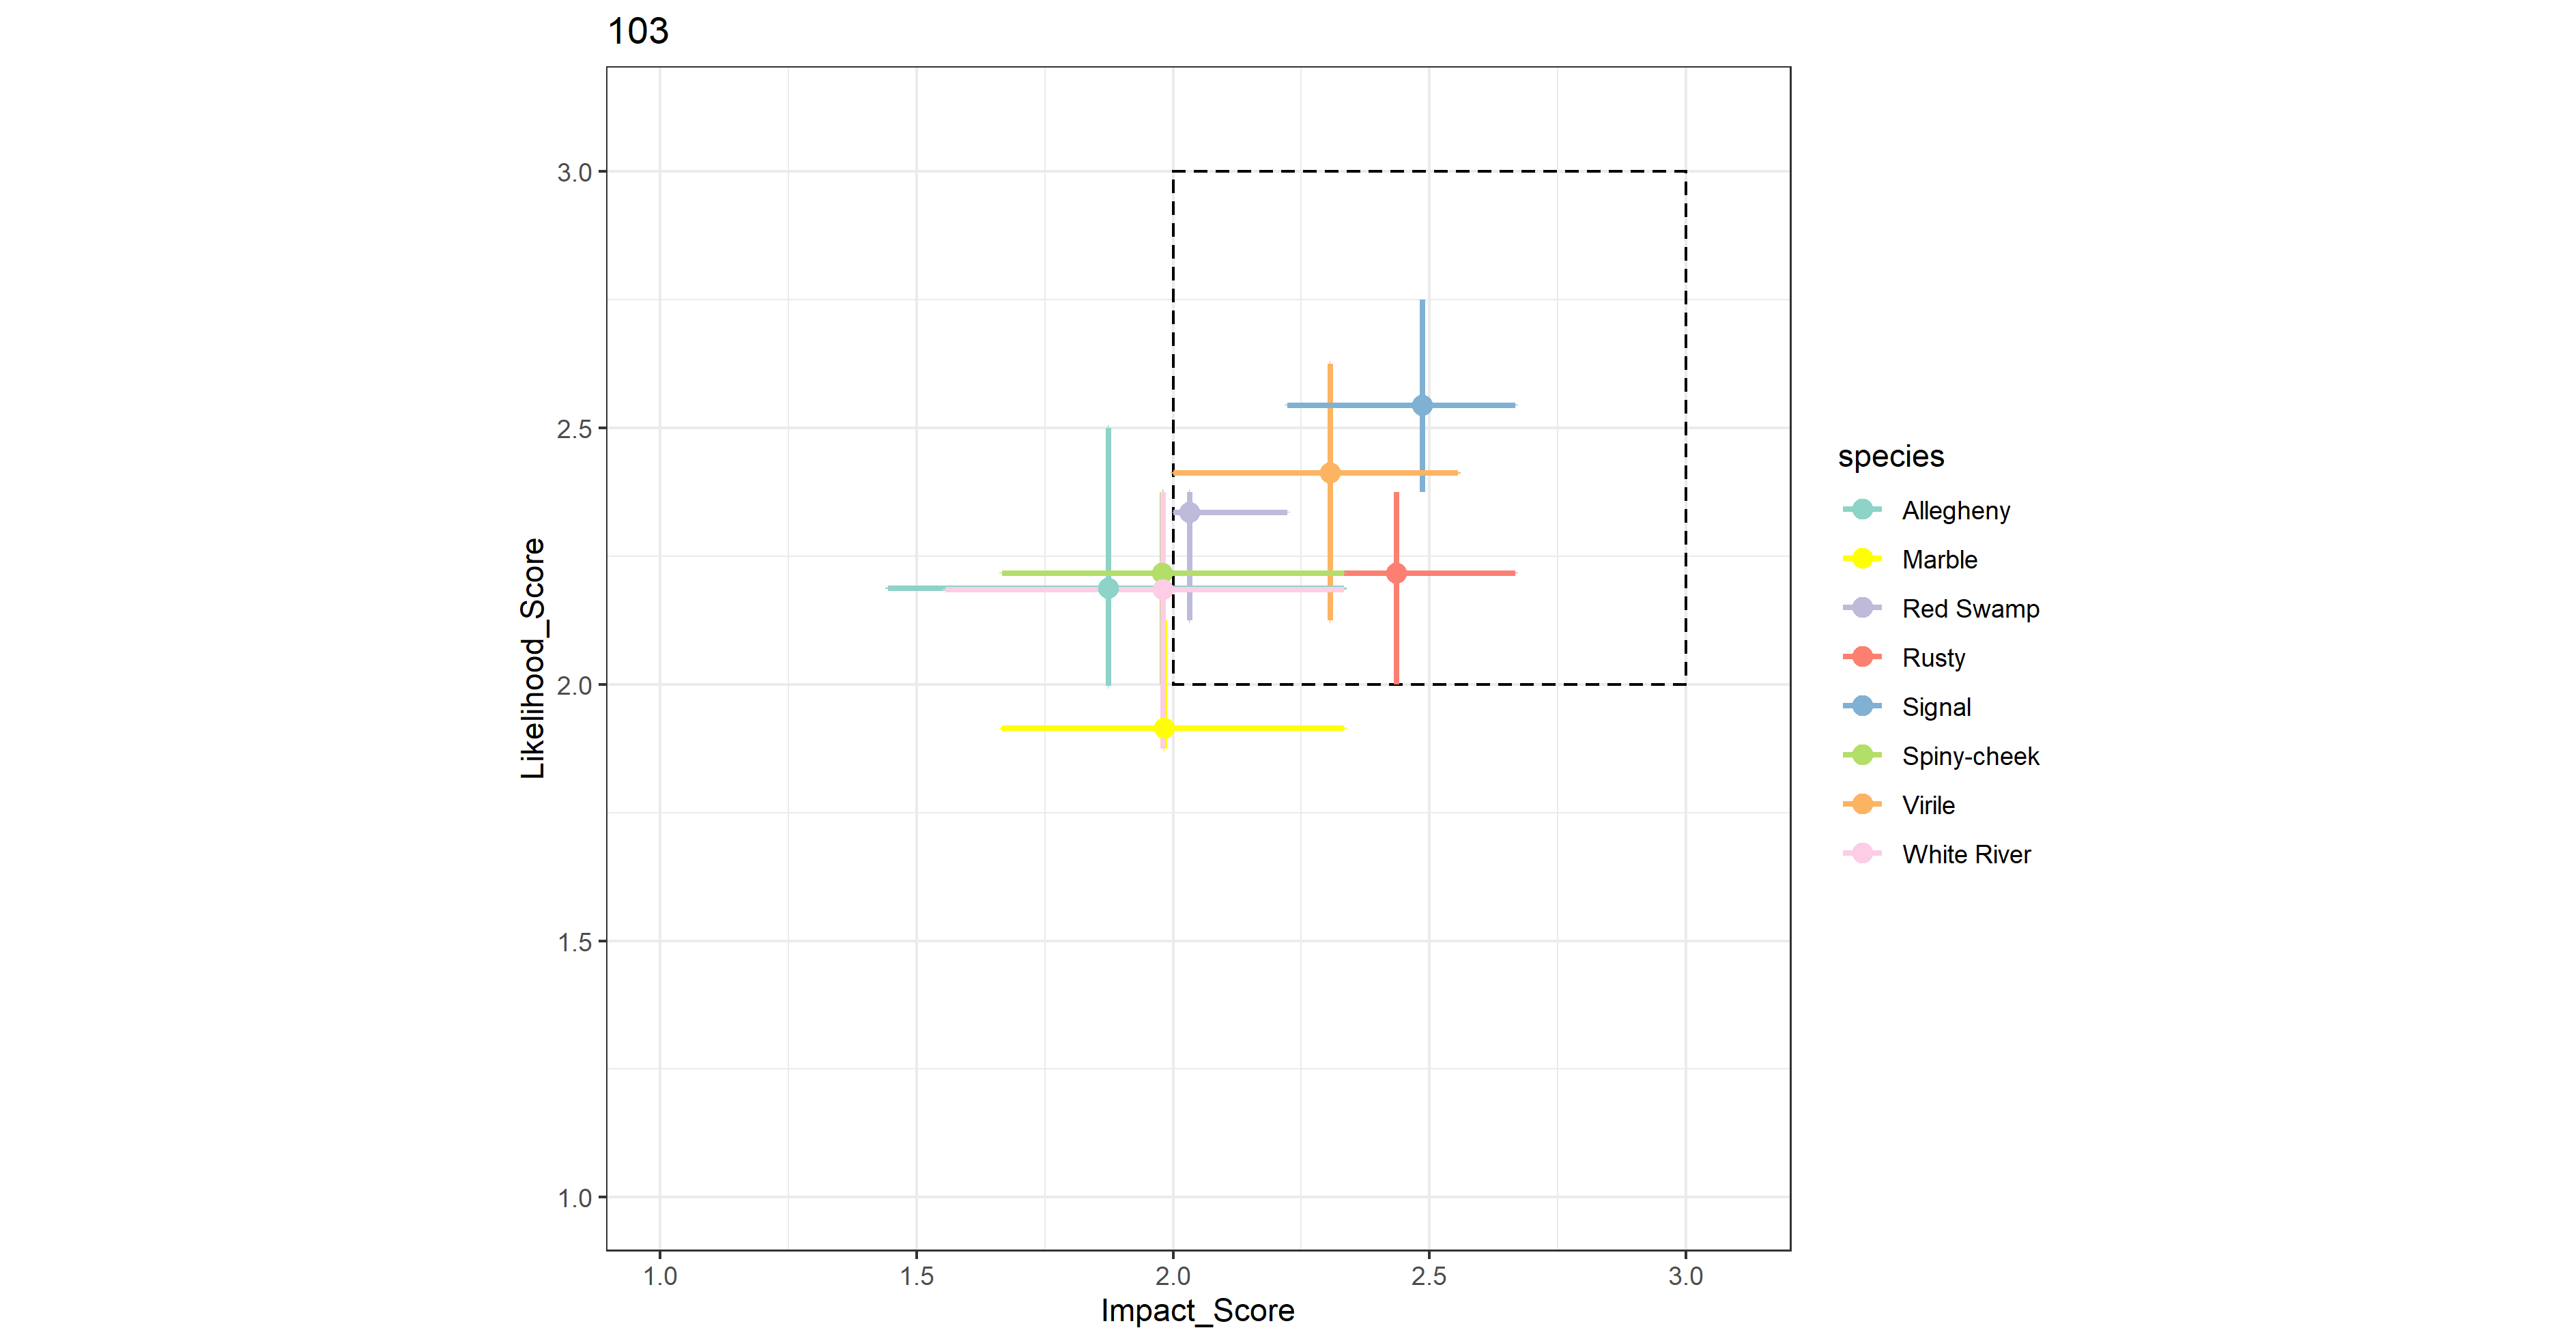 103
3.0
2.5
2.0
1.5
1.0
Likelihood_Score
1.0 1.5 2.0 2.5 3.0
Impact_Score
species
Allegheny
Marble
Red Swamp
Rusty
Signal
Spiny-cheek
Virile
White River